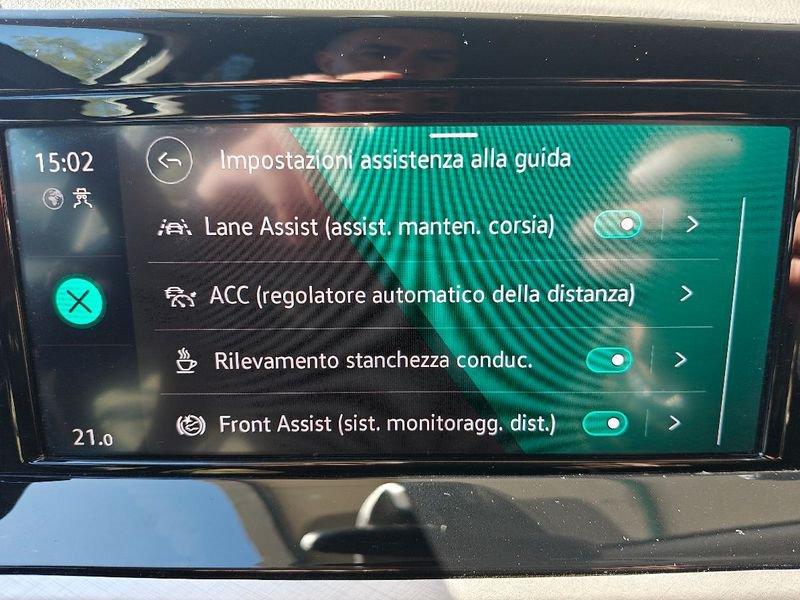 15:02
Impostazioni assistenza alla guida
Lane Assist (assist. manten. corsia)
ACC (regolatore automatico della distanza)
Rilevamento stanchezza conduc.
Front Assist (sist. monitoragg. dist.)
21.0